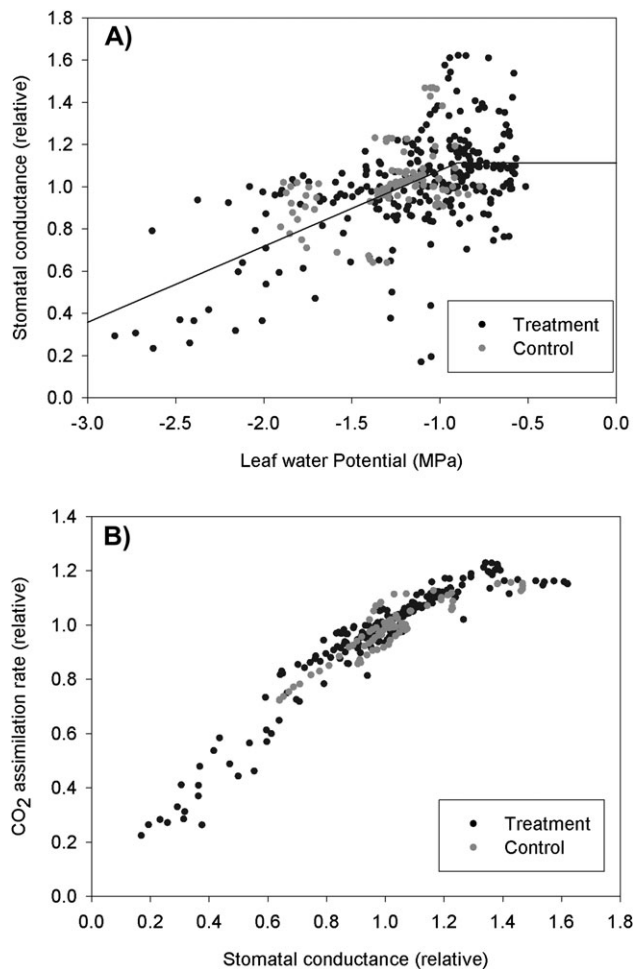 A)
Stomatal conductance (relative)
1.8
1.6
1.4
1.2
1.0
0.8
0.6
0.4
0.2
0.0
Treatment
Control
-3.0 -2.5 -2.0 -1.5 -1.0 -0.5 0.0
Leaf water Potential (MPa)
B)
CO2 assimilation rate (relative)
1.4
1.2
1.0
0.8
0.6
0.4
0.2
0.0
Treatment
Control
0.0 0.2 0.4 0.6 0.8 1.0 1.2 1.4 1.6 1.8
Stomatal conductance (relative)